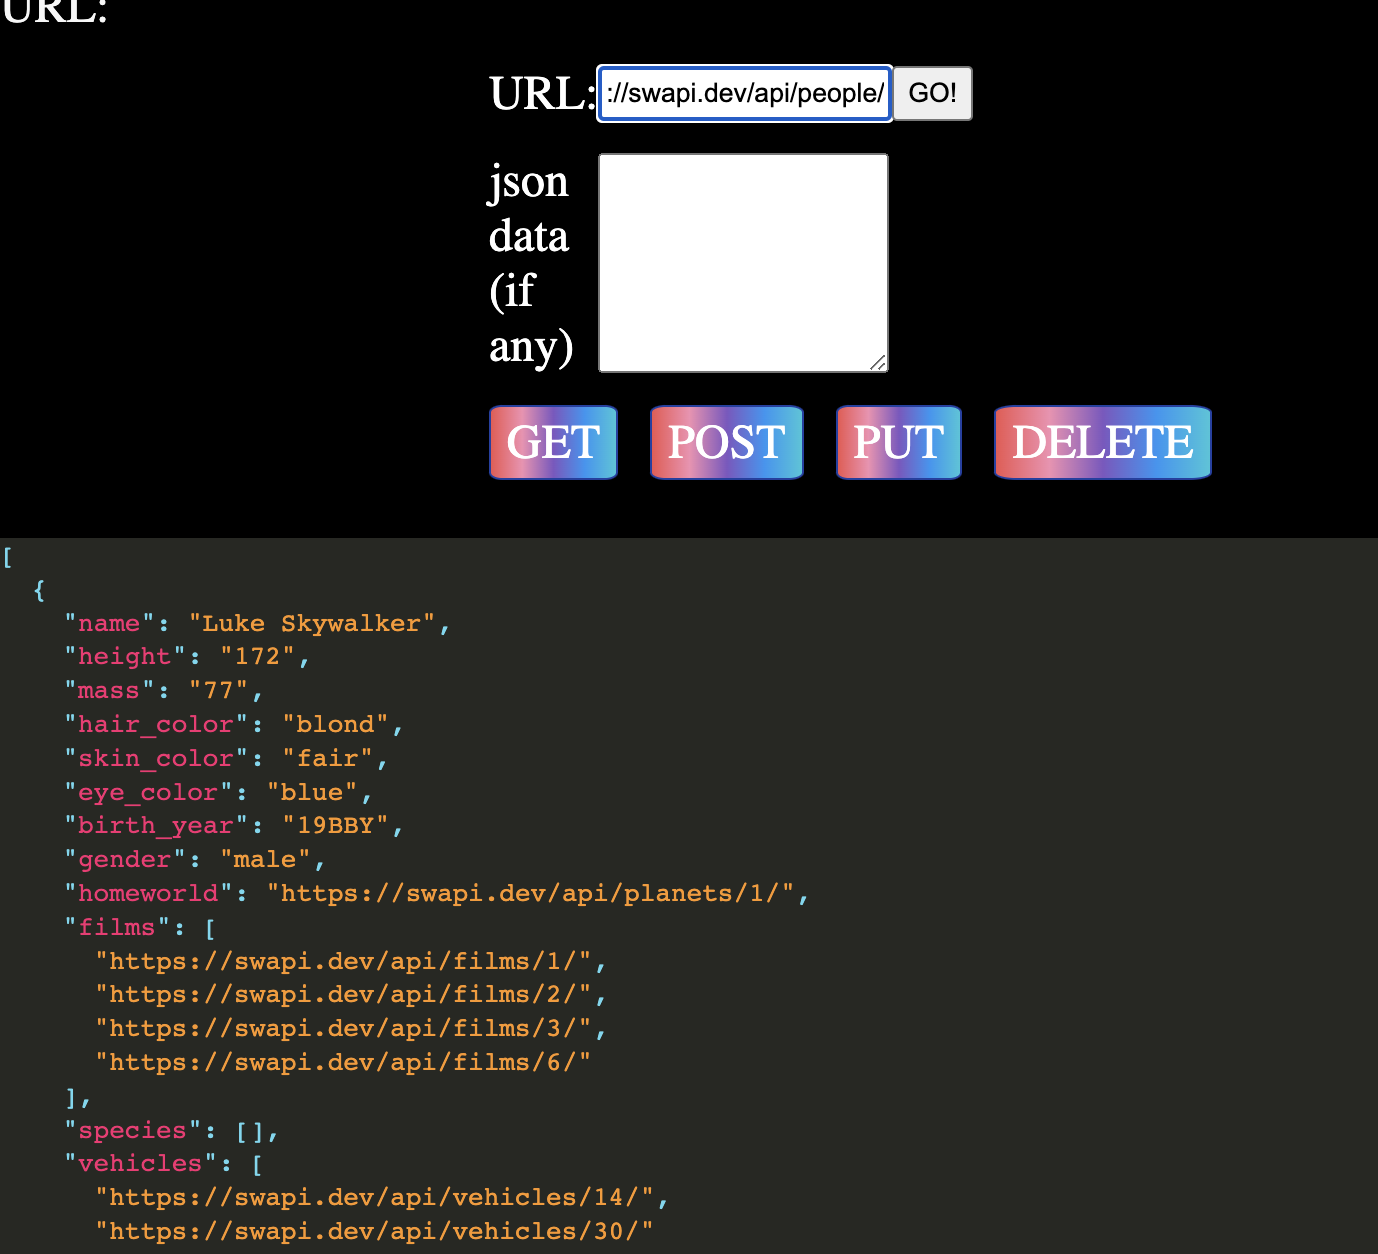 URL:
URL: ://swapi.dev/api/people/ GO!
json
data
(if
any)
GET POST PUT DELETE
[
  {
    "name": "Luke Skywalker",
    "height": "172",
    "mass": "77",
    "hair_color": "blond",
    "skin_color": "fair",
    "eye_color": "blue",
    "birth_year": "19BBY",
    "gender": "male",
    "homeworld": "https://swapi.dev/api/planets/1/",
    "films": [
      "https://swapi.dev/api/films/1/",
      "https://swapi.dev/api/films/2/",
      "https://swapi.dev/api/films/3/",
      "https://swapi.dev/api/films/6/"
    ],
    "species": [],
    "vehicles": [
      "https://swapi.dev/api/vehicles/14/",
      "https://swapi.dev/api/vehicles/30/"